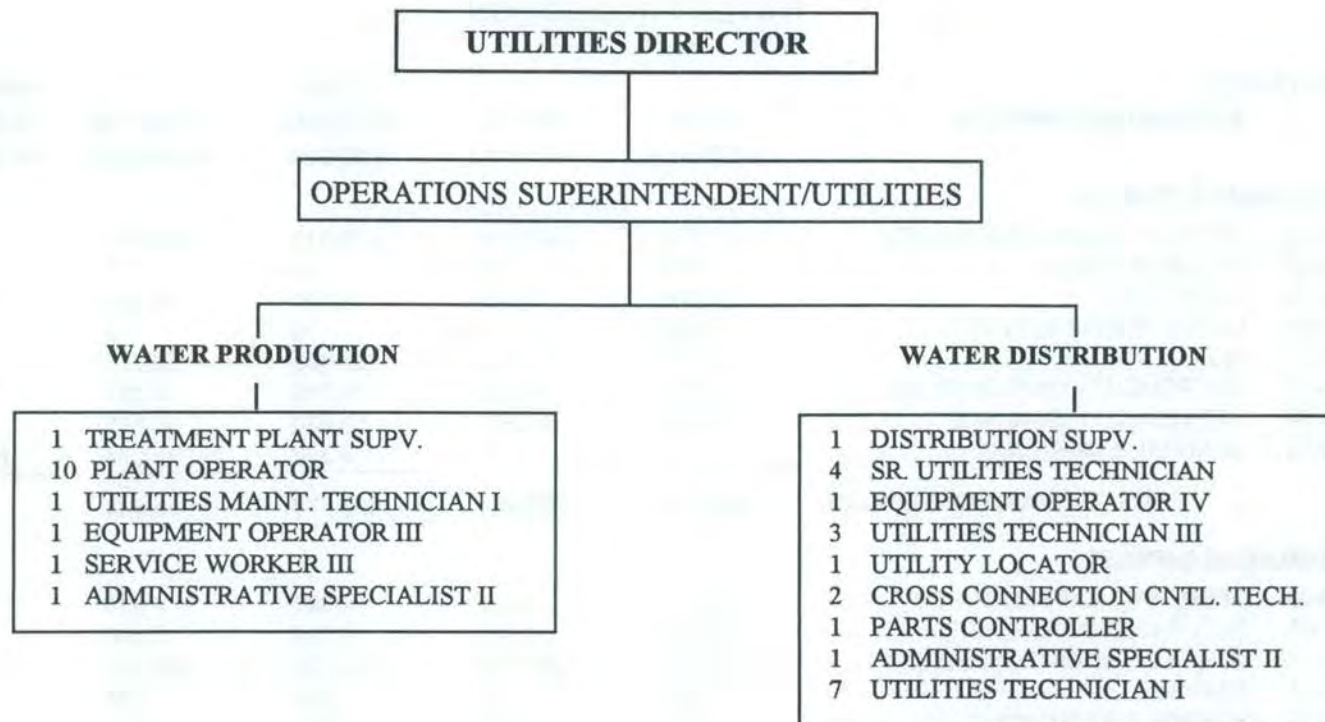 UTILITIES DIRECTOR
OPERATIONS SUPERINTENDENT/UTILITIES
WATER PRODUCTION
1 TREATMENT PLANT SUPV.
10 PLANT OPERATOR
1 UTILITIES MAINT. TECHNICIAN I
1 EQUIPMENT OPERATOR III
1 SERVICE WORKER III
1 ADMINISTRATIVE SPECIALIST II
WATER DISTRIBUTION
1 DISTRIBUTION SUPV.
4 SR. UTILITIES TECHNICIAN
EQUIPMENT OPERATOR IV
3 UTILITIES TECHNICIAN III
1 UTILITY LOCATOR
2 CROSS CONNECTION CNTL. TECH.
1 PARTS CONTROLLER
1 ADMINISTRATIVE SPECIALIST II
7 UTILITIES TECHNICIAN I